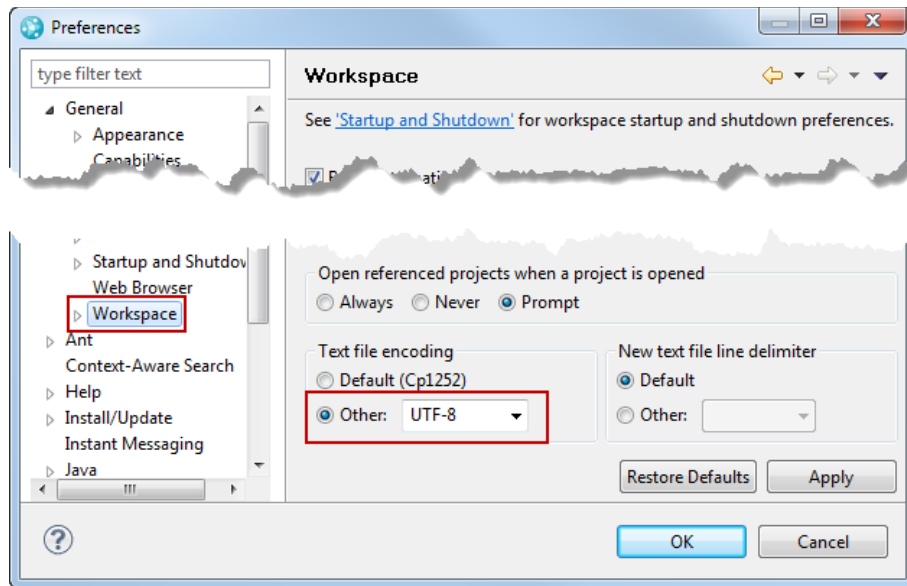 Preferences
type filter text
General
Appearance
Capabilities
Workspace
See 'Startup and Shutdown' for workspace startup and shutdown preferences.
Startup and Shutdov
Web Browser
Workspace
Ant
Context-Aware Search
Help
Install/Update
Instant Messaging
Java
Open referenced projects when a project is opened
Always Never Prompt
Text file encoding
Default (Cp1252)
Other: UTF-8
New text file line delimiter
Default
Other:
Restore Defaults Apply
OK Cancel